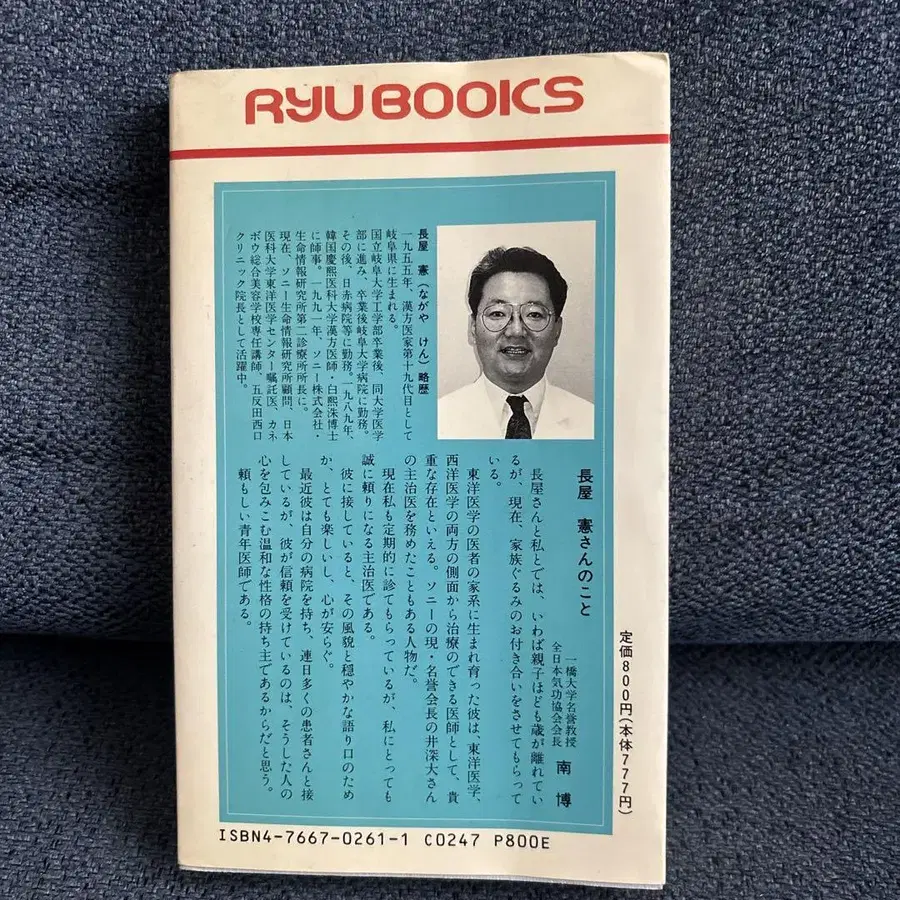 RYU BOOKS
長屋 憲(ながや けん) 略歴
一九五五年、漢方医家第十九代目として
岐阜県に生まれる。
国立岐阜大学工学部卒業後、同大学医学
部に進み、卒業後岐阜大学病院に勤務。
その後、日赤病院等に勤務。一九八九年、
韓国慶熙医科大学漢方医師・白熙洙博士
に師事。一九九一年、ソニー株式会社・
生命情報研究所第二診療所所長に。
現在、ソニー生命情報研究所顧問、日本
医科大学東洋医学センター嘱託医、カネ
ボウ総合美容学校専任講師、五反田西口
クリニック院長として活躍中。
長屋 憲さんのこと
一橋大学名誉教授
全日本気功協会会長
南 博
長屋さんと私とでは、いわば親子ほども歳が離れてい
るが、現在、家族ぐるみのお付き合いをさせてもらって
いる。
東洋医学の医者の家系に生まれ育った彼は、東洋医学、
西洋医学の両方の側面から治療のできる医師として、貴
重な存在といえる。ソニーの現・名誉会長の井深大さん
の主治医を務めたこともある人物だ。
現在私も定期的に診てもらっているが、私にとっても
誠に頼りになる主治医である。
彼に接していると、その風貌と穏やかな語り口のため
か、とても楽しいし、心が安らぐ。
最近彼は自分の病院を持ち、連日多くの患者さんと接
しているが、彼が信頼を受けているのは、そうした人の
心を包みこむ温和な性格の持ち主であるからだと思う。
頼もしい青年医師である。
定価800円(本体777円)
ISBN4-7667-0261-1 C0247 P800E